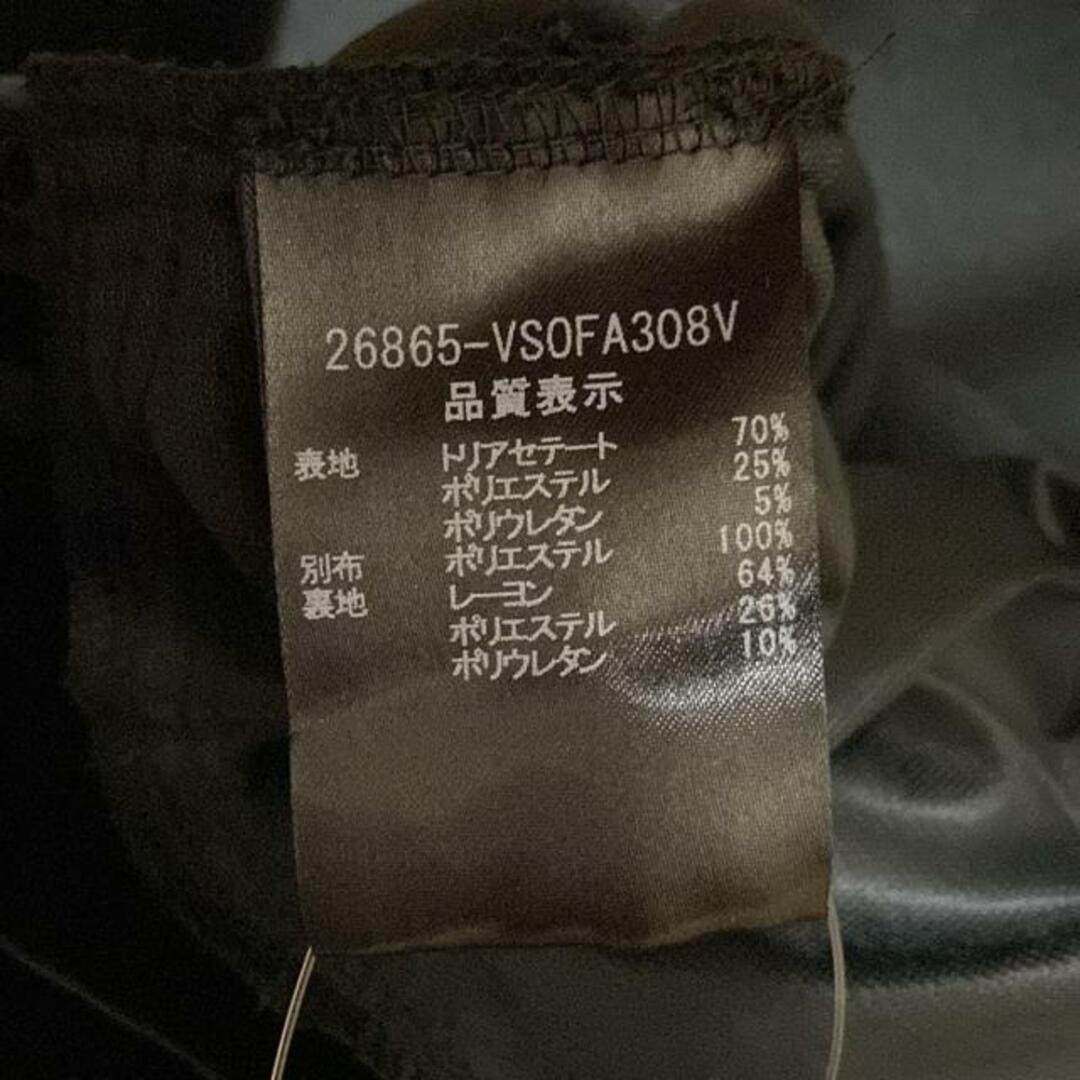 26865-VSOFA308V
品質表示
表地 トリアセテート 70%
ポリエステル 25%
ポリウレタン 5%
別布 ポリエステル 100%
裏地 レーヨン 64%
ポリエステル 26%
ポリウレタン 10%